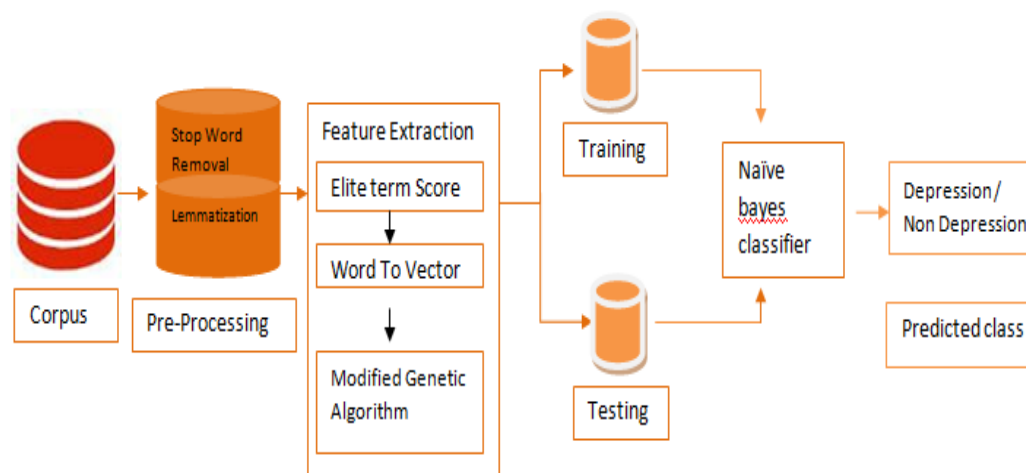 Corpus
Stop Word
Removal
Lemmatization
Pre-Processing
Feature Extraction
Elite term Score
Word To Vector
Modified Genetic
Algorithm
Training
Testing
Naïve
bayes
classifier
Depression /
Non Depression
Predicted class